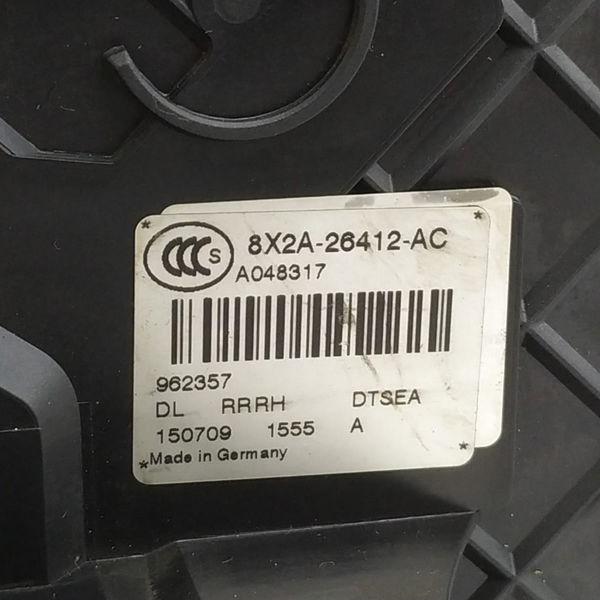 CCC S 8X2A-26412-AC
A048317
962357
DL RRRH DTSEA
150709 1555 A
*Made in Germany